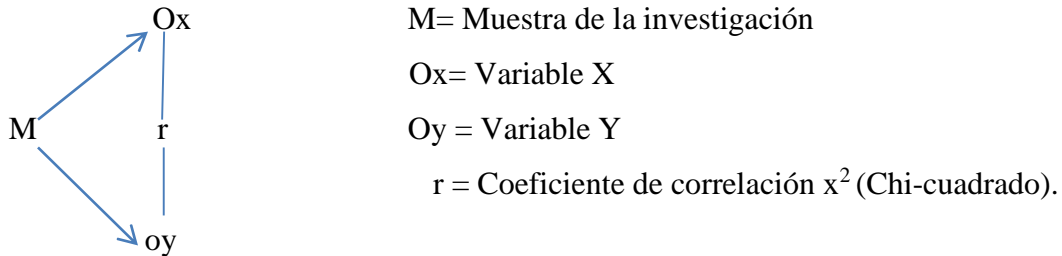 Ox
M= Muestra de la investigación
Ox= Variable X
M
r
Oy = Variable Y
r = Coeficiente de correlación x² (Chi-cuadrado).
oy